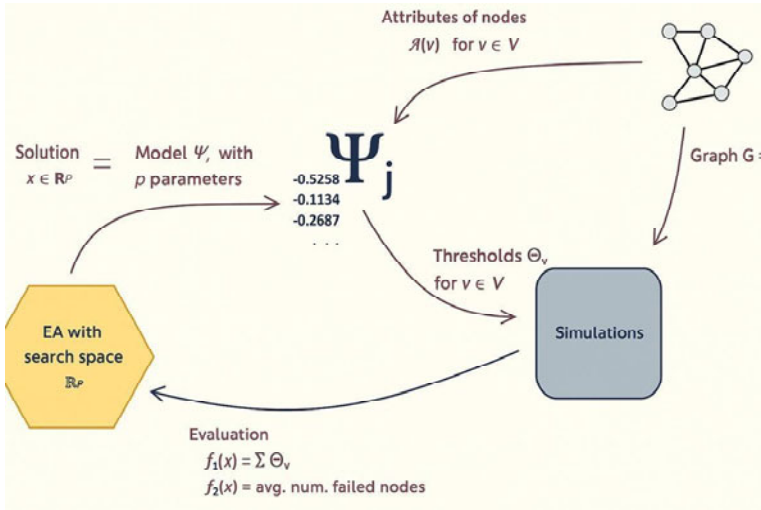 Attributes of nodes
𝒜(v) for v ∈ V
Solution
x ∈ Rᵖ
=
Model Ψ, with
p parameters
Ψⱼ
-0.5258
-0.1134
-0.2687
. . .
Graph G =
Thresholds Θᵥ
for v ∈ V
EA with
search space
ℝᵖ
Simulations
Evaluation
f₁(x) = Σ Θᵥ
f₂(x) = avg. num. failed nodes